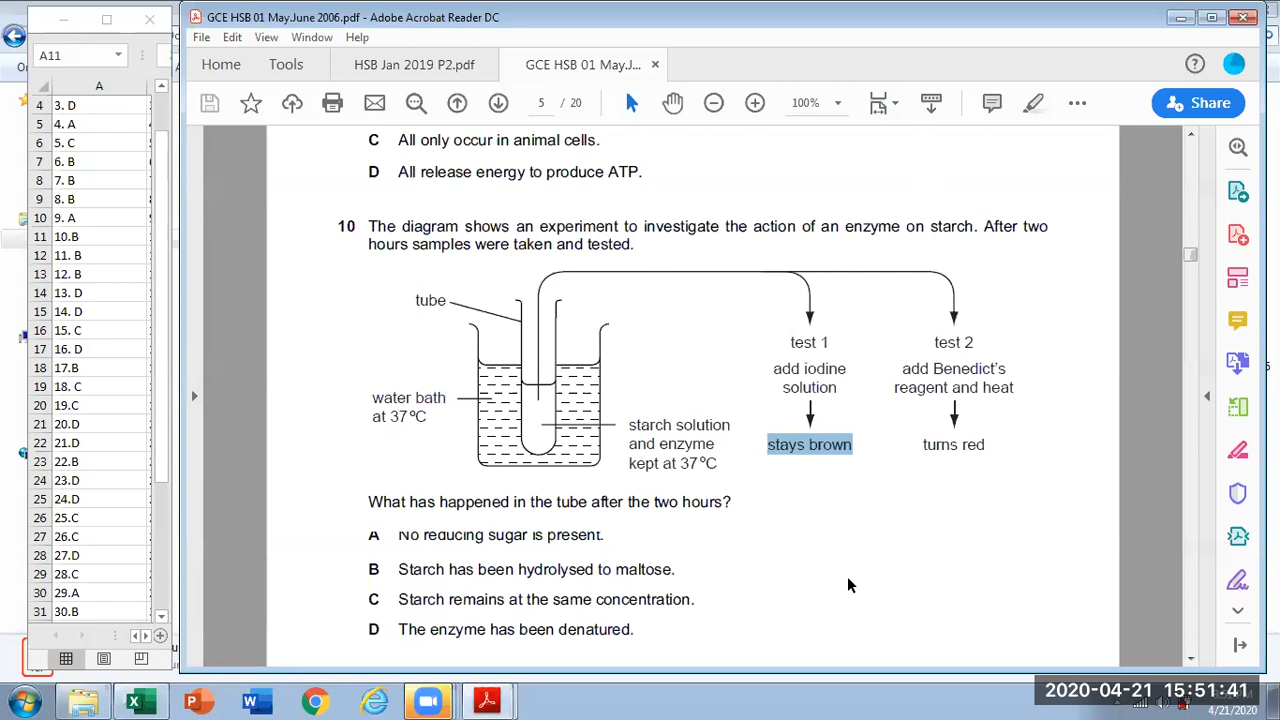 GCE HSB 01 May.June 2006.pdf - Adobe Acrobat Reader DC
File Edit View Window Help
Home Tools HSB Jan 2019 P2.pdf GCE HSB 01 May.J... ×
5 / 20 100% Share
A11
A
4 3. D
5 4. A
6 5. C
7 6. B
8 7. B
9 8. B
10 9. A
11 10.B
12 11. B
13 12. B
14 13. D
15 14. D
16 15. C
17 16. D
18 17.B
19 18. C
20 19.C
21 20.D
22 21.D
23 22.B
24 23.D
25 24.D
26 25.C
27 26.C
28 27.D
29 28.C
30 29.A
31 30.B
C All only occur in animal cells.
D All release energy to produce ATP.
10 The diagram shows an experiment to investigate the action of an enzyme on starch. After two
hours samples were taken and tested.
tube
water bath
at 37°C
starch solution
and enzyme
kept at 37°C
test 1
add iodine
solution
stays brown
test 2
add Benedict's
reagent and heat
turns red
What has happened in the tube after the two hours?
A No reducing sugar is present.
B Starch has been hydrolysed to maltose.
C Starch remains at the same concentration.
D The enzyme has been denatured.
2020-04-21 15:51:41
4/21/2020